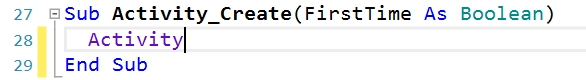 27 Sub Activity_Create(FirstTime As Boolean)
28 Activity
29 End Sub